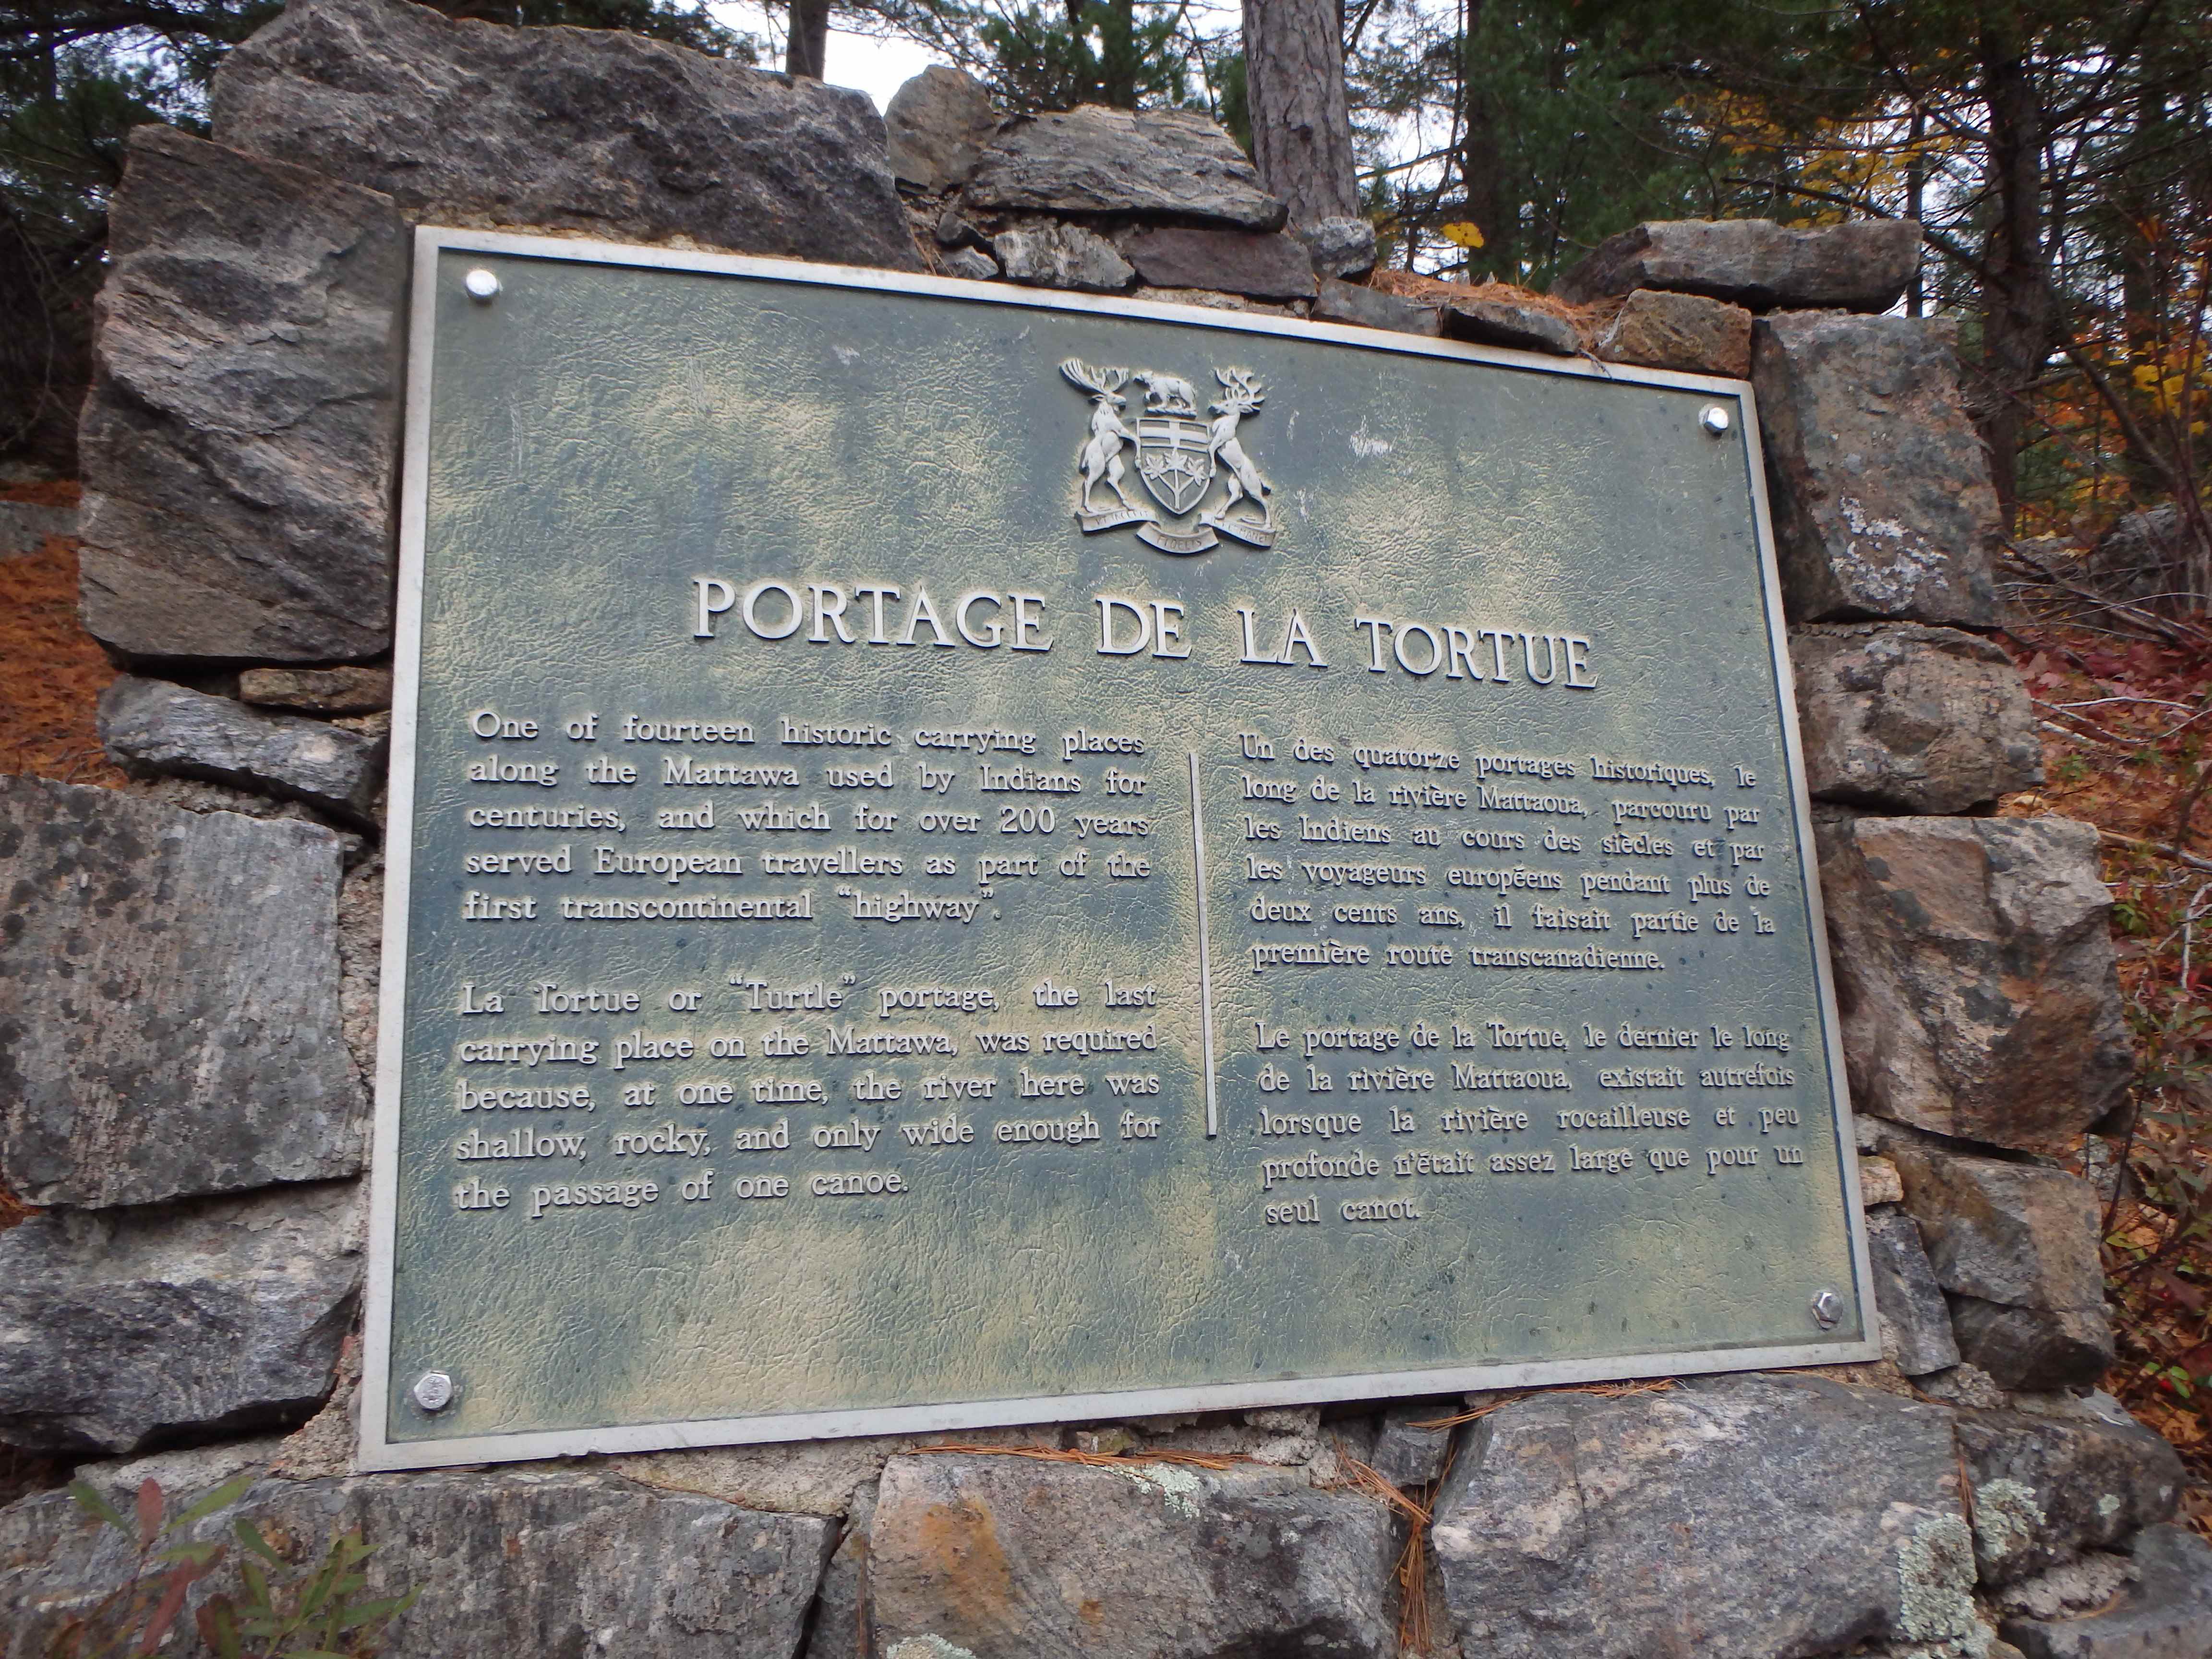 PORTAGE DE LA TORTUE
One of fourteen historic carrying places
along the Mattawa used by Indians for
centuries, and which for over 200 years
served European travellers as part of the
first transcontinental “highway”.
La Tortue or “Turtle” portage, the last
carrying place on the Mattawa, was required
because, at one time, the river here was
shallow, rocky, and only wide enough for
the passage of one canoe.
Un des quatorze portages historiques, le
long de la rivière Mattaoua, parcouru par
les Indiens au cours des siècles et par
les voyageurs européens pendant plus de
deux cents ans, il faisait partie de la
première route transcanadienne.
Le portage de la Tortue, le dernier le long
de la rivière Mattaoua, existait autrefois
lorsque la rivière rocailleuse et peu
profonde n'était assez large que pour un
seul canot.